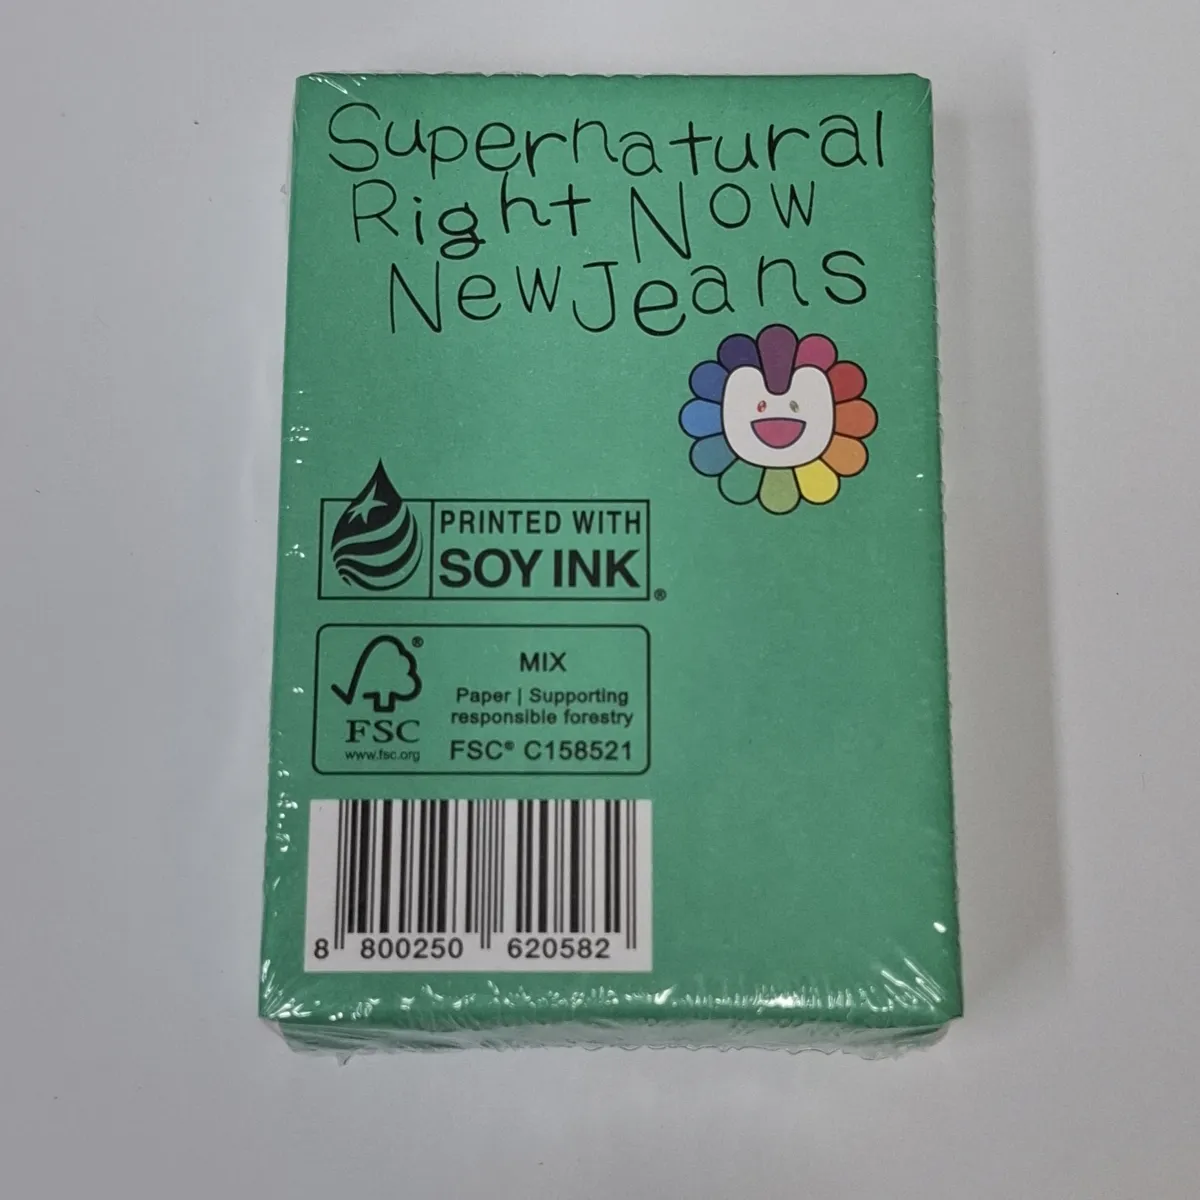 Supernatural
Right Now
NewJeans
PRINTED WITH
SOY INK
®
®
FSC
www.fsc.org
MIX
Paper | Supporting
responsible forestry
FSC® C158521
8 800250 620582